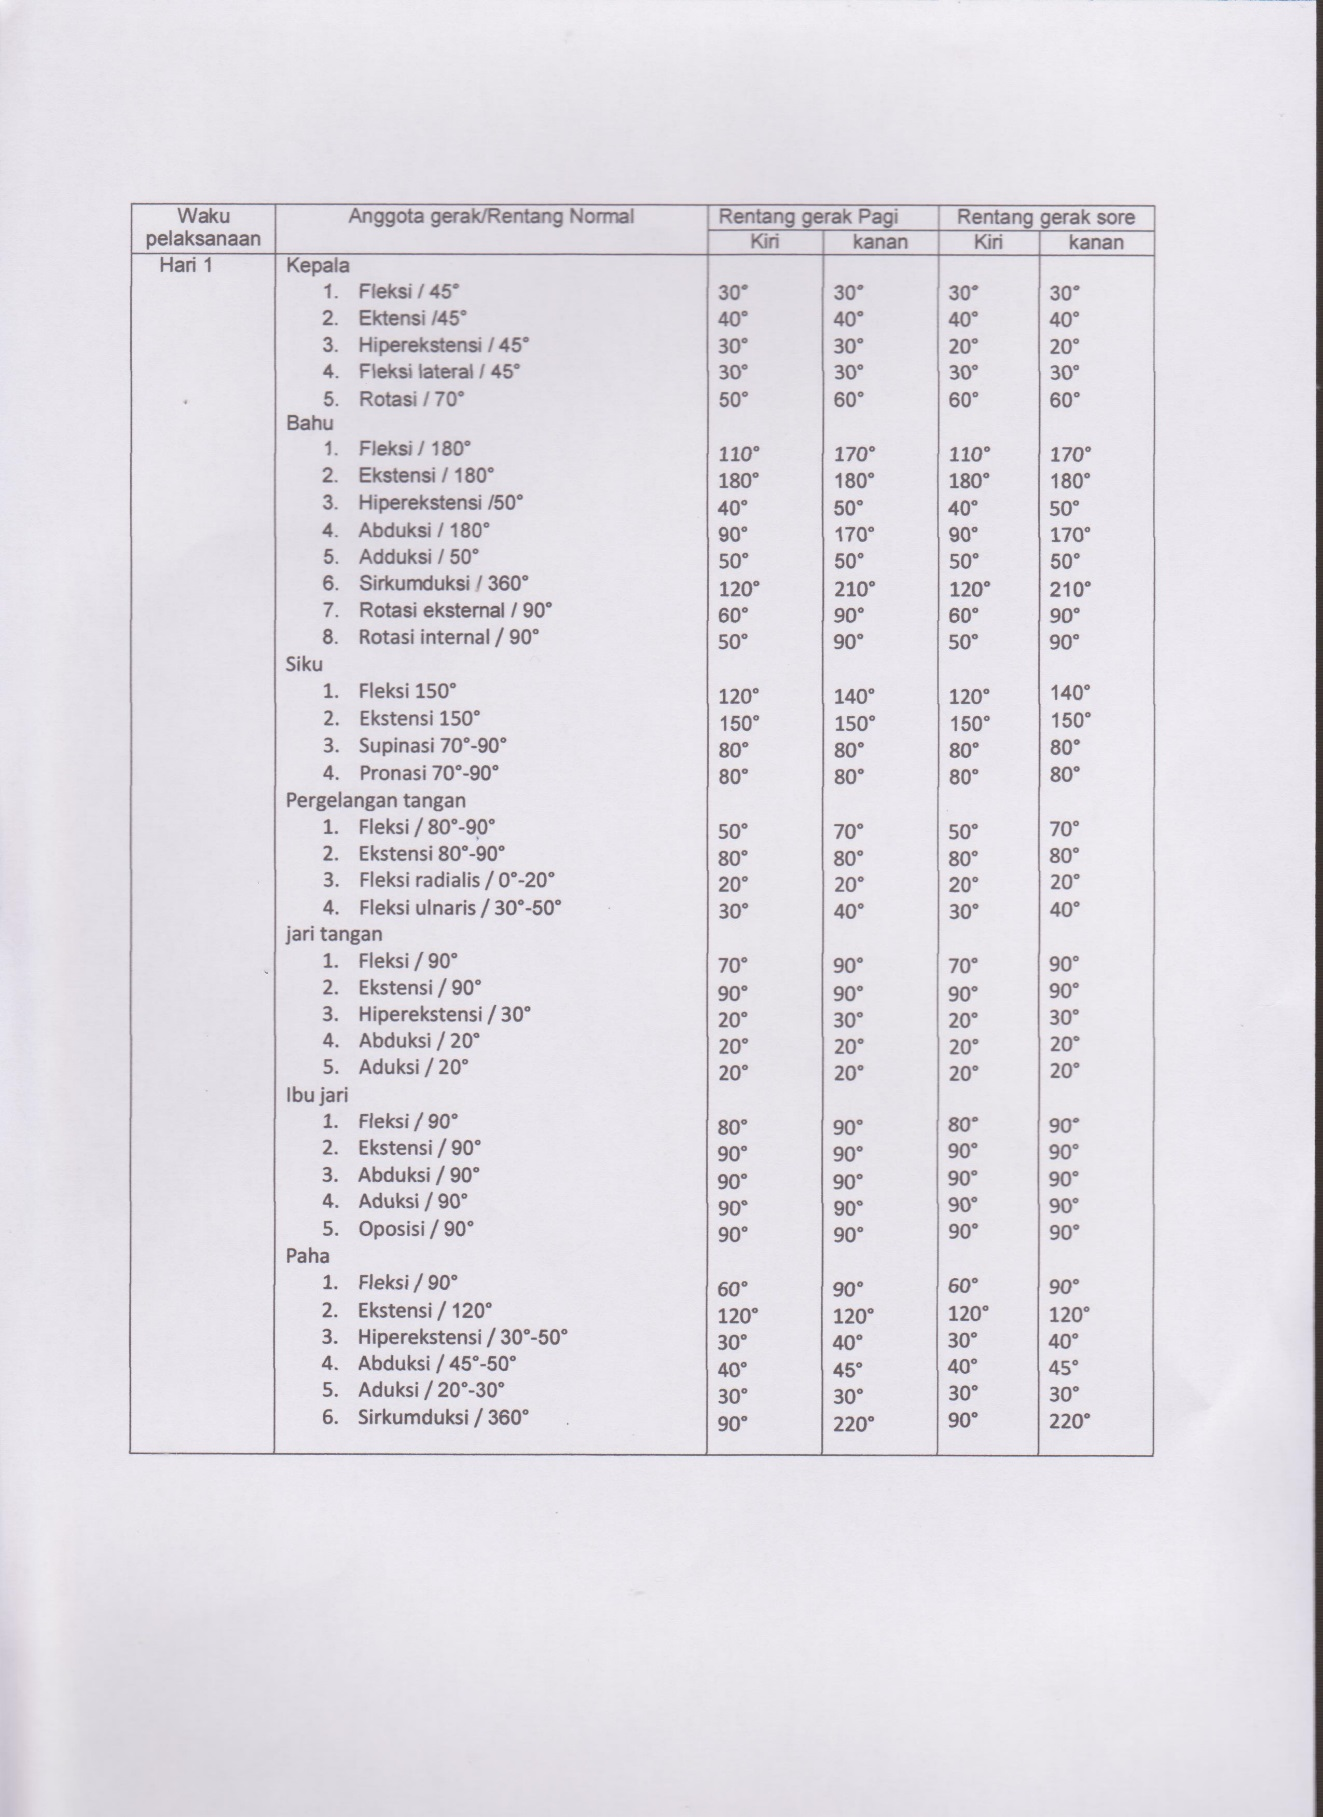 Waku pelaksanaan | Anggota gerak/Rentang Normal | Rentang gerak Pagi | Rentang gerak sore
Kiri | kanan | Kiri | kanan
Hari 1 | Kepala
1. Fleksi / 45° | 30° | 30° | 30° | 30°
2. Ektensi /45° | 40° | 40° | 40° | 40°
3. Hiperekstensi / 45° | 30° | 30° | 20° | 20°
4. Fleksi lateral / 45° | 30° | 30° | 30° | 30°
5. Rotasi / 70° | 50° | 60° | 60° | 60°
Bahu
1. Fleksi / 180° | 110° | 170° | 110° | 170°
2. Ekstensi / 180° | 180° | 180° | 180° | 180°
3. Hiperekstensi /50° | 40° | 50° | 40° | 50°
4. Abduksi / 180° | 90° | 170° | 90° | 170°
5. Adduksi / 50° | 50° | 50° | 50° | 50°
6. Sirkumduksi / 360° | 120° | 210° | 120° | 210°
7. Rotasi eksternal / 90° | 60° | 90° | 60° | 90°
8. Rotasi internal / 90° | 50° | 90° | 50° | 90°
Siku
1. Fleksi 150° | 120° | 140° | 120° | 140°
2. Ekstensi 150° | 150° | 150° | 150° | 150°
3. Supinasi 70°-90° | 80° | 80° | 80° | 80°
4. Pronasi 70°-90° | 80° | 80° | 80° | 80°
Pergelangan tangan
1. Fleksi / 80°-90° | 50° | 70° | 50° | 70°
2. Ekstensi 80°-90° | 80° | 80° | 80° | 80°
3. Fleksi radialis / 0°-20° | 20° | 20° | 20° | 20°
4. Fleksi ulnaris / 30°-50° | 30° | 40° | 30° | 40°
jari tangan
1. Fleksi / 90° | 70° | 90° | 70° | 90°
2. Ekstensi / 90° | 90° | 90° | 90° | 90°
3. Hiperekstensi / 30° | 20° | 30° | 20° | 30°
4. Abduksi / 20° | 20° | 20° | 20° | 20°
5. Aduksi / 20° | 20° | 20° | 20° | 20°
Ibu jari
1. Fleksi / 90° | 80° | 90° | 80° | 90°
2. Ekstensi / 90° | 90° | 90° | 90° | 90°
3. Abduksi / 90° | 90° | 90° | 90° | 90°
4. Aduksi / 90° | 90° | 90° | 90° | 90°
5. Oposisi / 90° | 90° | 90° | 90° | 90°
Paha
1. Fleksi / 90° | 60° | 90° | 60° | 90°
2. Ekstensi / 120° | 120° | 120° | 120° | 120°
3. Hiperekstensi / 30°-50° | 30° | 40° | 30° | 40°
4. Abduksi / 45°-50° | 40° | 45° | 40° | 45°
5. Aduksi / 20°-30° | 30° | 30° | 30° | 30°
6. Sirkumduksi / 360° | 90° | 220° | 90° | 220°